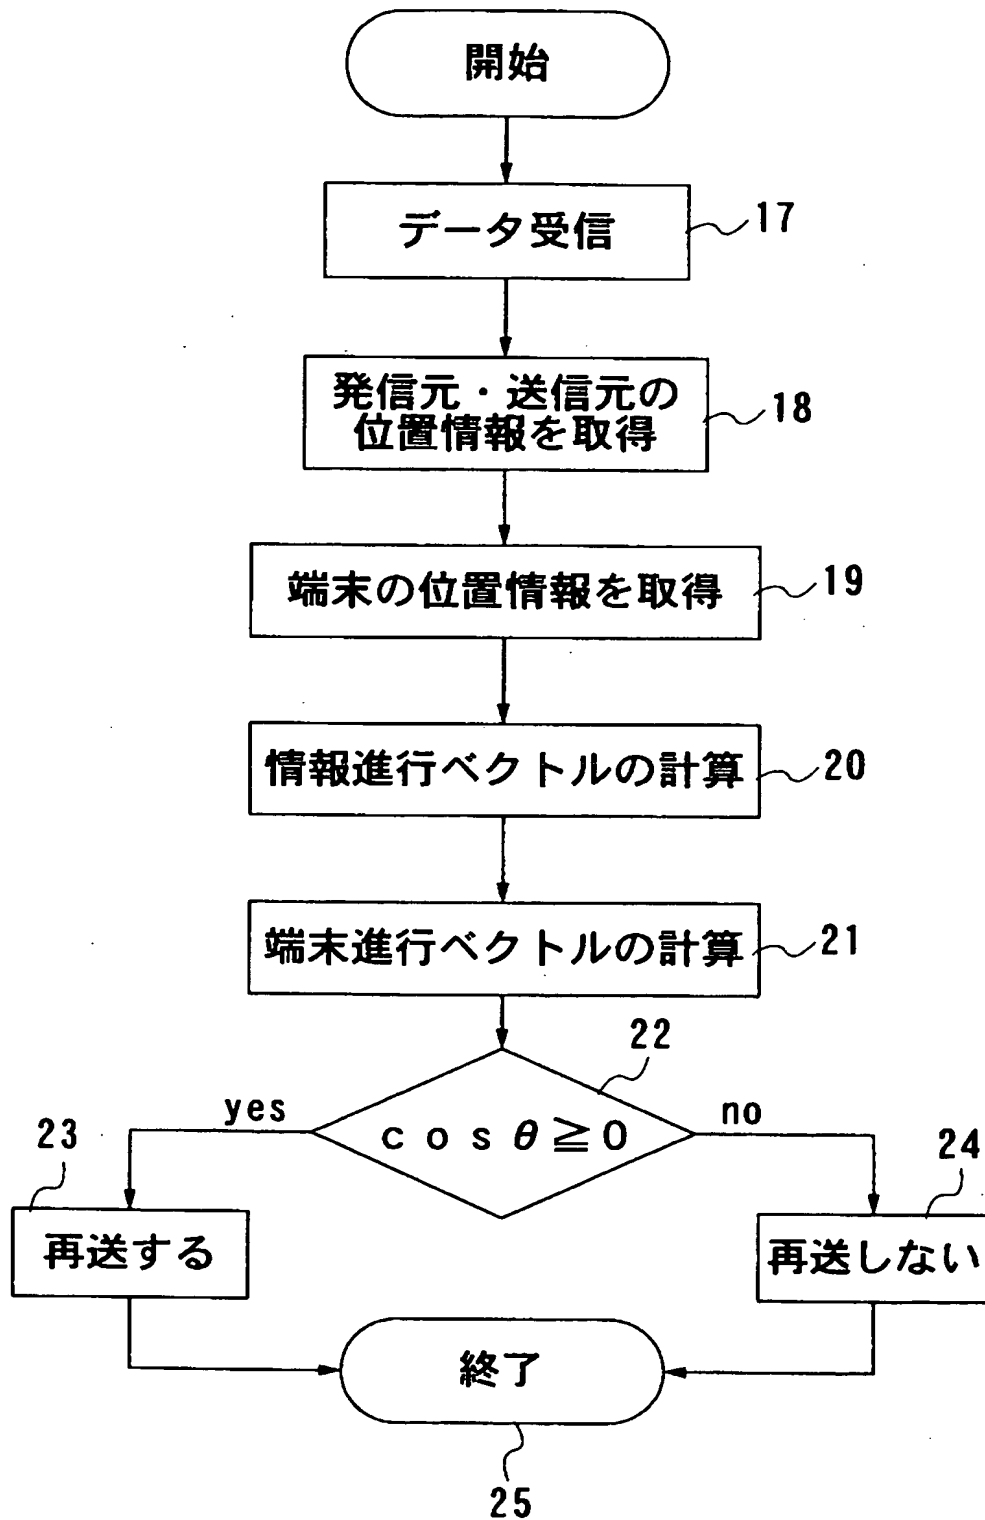 開始
データ受信
17
発信元・送信元の
位置情報を取得
18
端末の位置情報を取得
19
情報進行ベクトルの計算
20
端末進行ベクトルの計算
21
22
cosθ≧0
yes
no
23
再送する
24
再送しない
終了
25